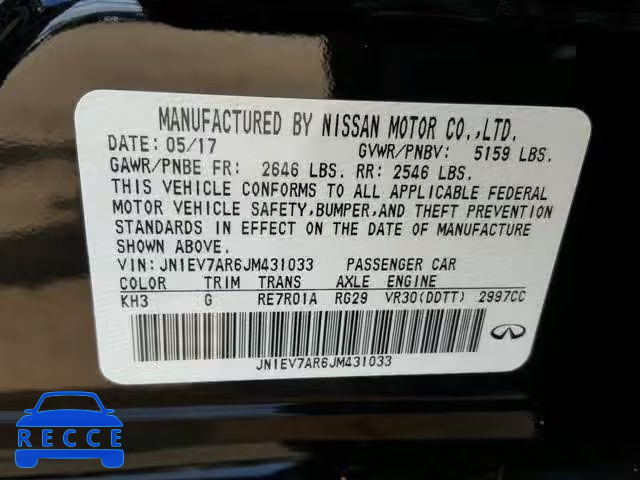 MANUFACTURED BY NISSAN MOTOR CO.,LTD.
DATE: 05/17 GVWR/PNBV: 5159 LBS.
GAWR/PNBE FR: 2646 LBS. RR: 2546 LBS.
THIS VEHICLE CONFORMS TO ALL APPLICABLE FEDERAL
MOTOR VEHICLE SAFETY,BUMPER,AND THEFT PREVENTION
STANDARDS IN EFFECT ON THE DATE OF MANUFACTURE
SHOWN ABOVE.
VIN: JN1EV7AR6JM431033 PASSENGER CAR
COLOR TRIM TRANS AXLE ENGINE
KH3 G RE7R01A RG29 VR30(DDTT) 2997CC
JN1EV7AR6JM431033
INFINITI
RECCE